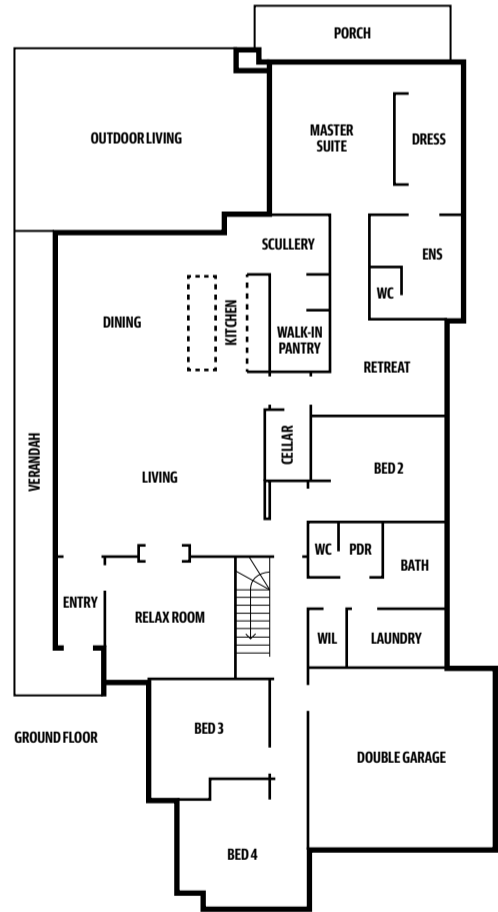 PORCH
OUTDOOR LIVING
MASTER
SUITE
DRESS
SCULLERY
ENS
WC
DINING
KITCHEN
WALK-IN
PANTRY
RETREAT
VERANDAH
CELLAR
BED 2
LIVING
WC
PDR
BATH
ENTRY
RELAX ROOM
WIL
LAUNDRY
GROUND FLOOR
BED 3
DOUBLE GARAGE
BED 4